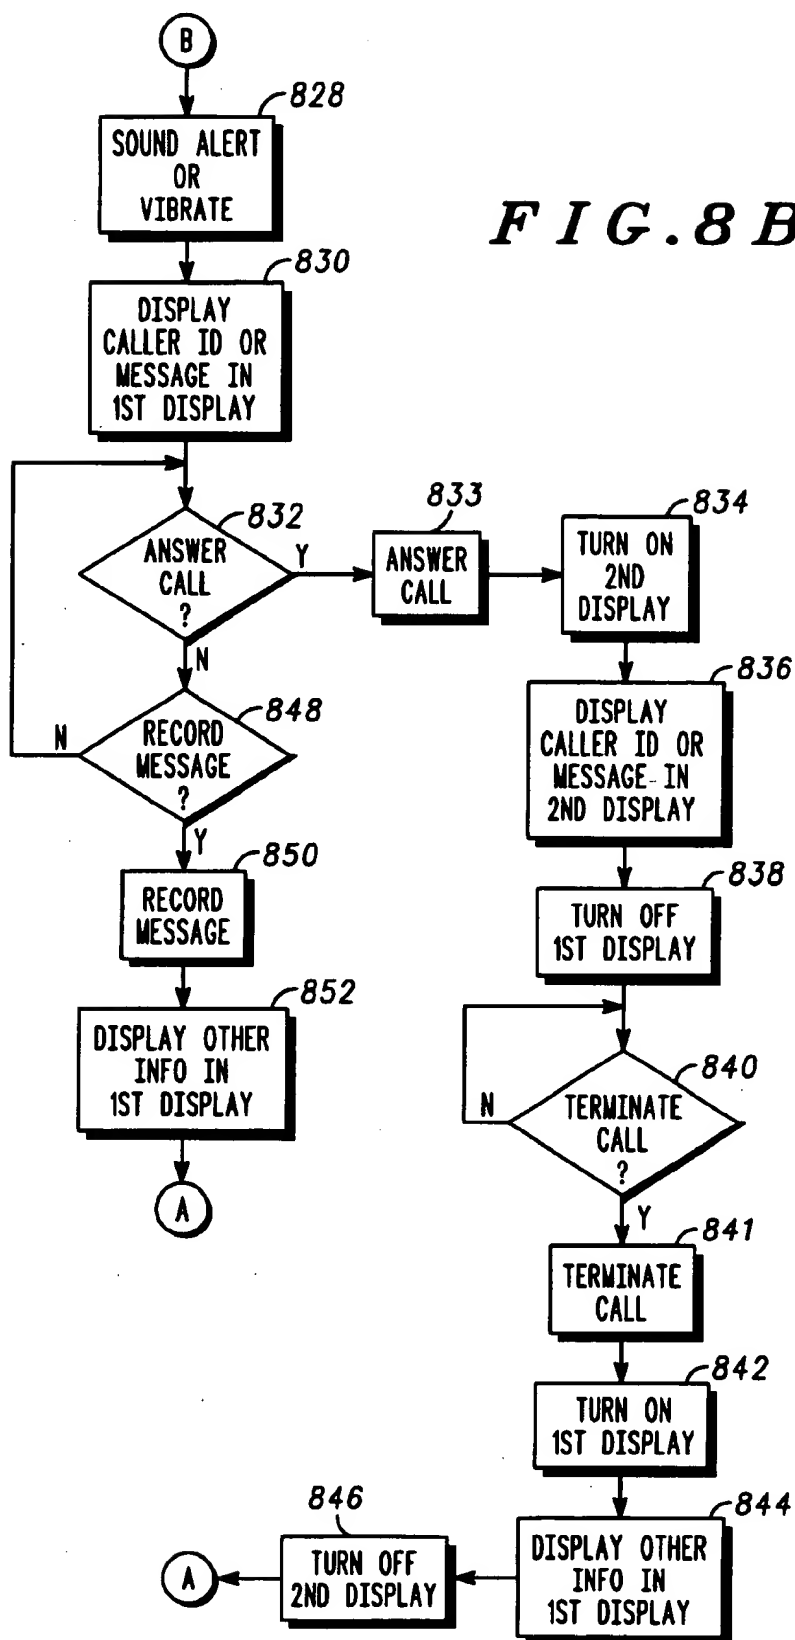 B
828
SOUND ALERT
OR
VIBRATE
FIG.8B
830
DISPLAY
CALLER ID OR
MESSAGE IN
1ST DISPLAY
832
ANSWER
CALL
?
Y
N
833
ANSWER
CALL
834
TURN ON
2ND
DISPLAY
836
DISPLAY
CALLER ID OR
MESSAGE IN
2ND DISPLAY
848
RECORD
MESSAGE
?
N
Y
850
RECORD
MESSAGE
852
DISPLAY OTHER
INFO IN
1ST DISPLAY
A
838
TURN OFF
1ST DISPLAY
840
TERMINATE
CALL
?
N
Y
841
TERMINATE
CALL
842
TURN ON
1ST DISPLAY
844
DISPLAY OTHER
INFO IN
1ST DISPLAY
846
TURN OFF
2ND DISPLAY
A